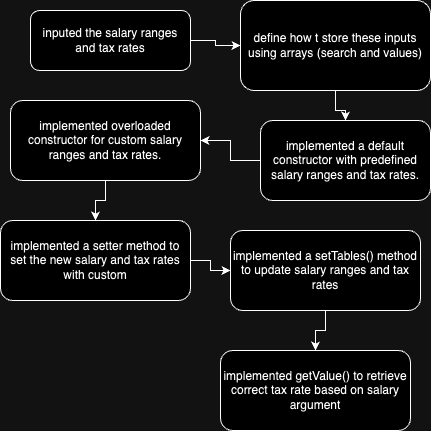 inputed the salary ranges
and tax rates
define how t store these inputs
using arrays (search and values)
implemented a default
constructor with predefined
salary ranges and tax rates.
implemented overloaded
constructor for custom salary
ranges and tax rates.
implemented a setter method to
set the new salary and tax rates
with custom
implemented a setTables() method
to update salary ranges and tax
rates
implemented getValue() to retrieve
correct tax rate based on salary
argument